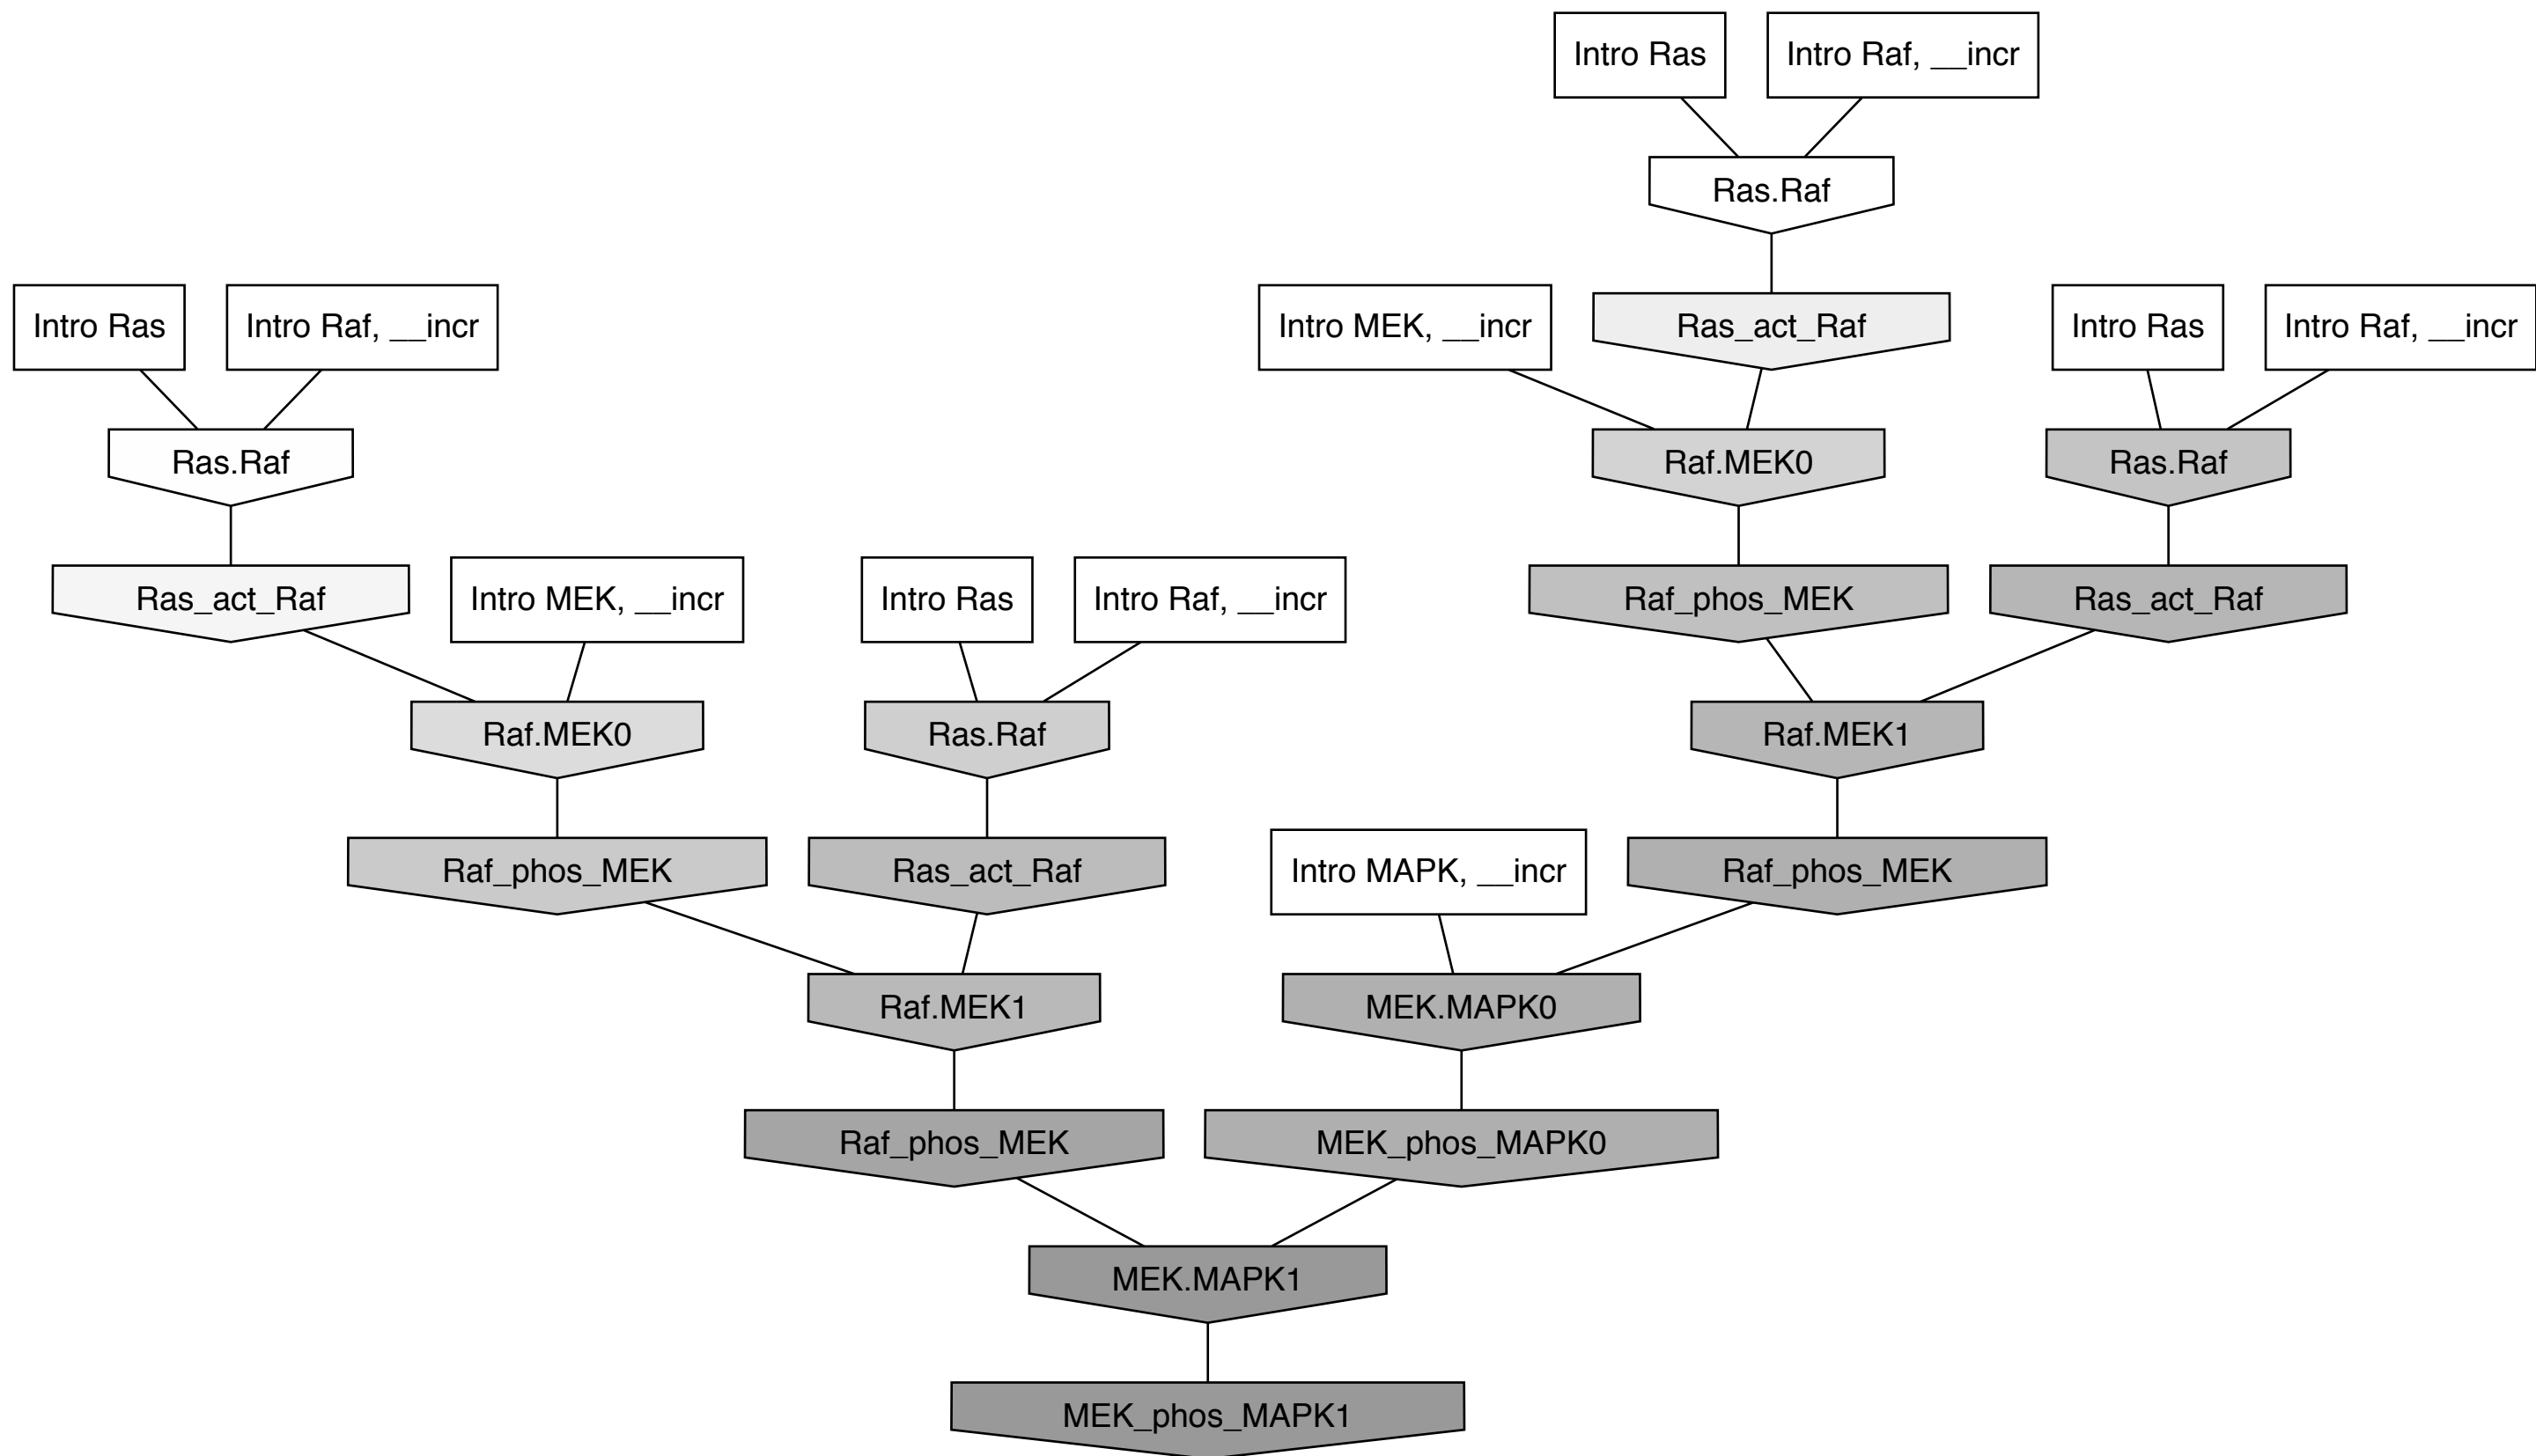 Intro Ras
Intro Raf, __incr
Ras.Raf
Intro Ras
Intro Raf, __incr
Intro MEK, __incr
Ras_act_Raf
Intro Ras
Intro Raf, __incr
Ras.Raf
Raf.MEK0
Ras.Raf
Ras_act_Raf
Intro MEK, __incr
Intro Ras
Intro Raf, __incr
Raf_phos_MEK
Ras_act_Raf
Raf.MEK0
Ras.Raf
Raf.MEK1
Raf_phos_MEK
Ras_act_Raf
Intro MAPK, __incr
Raf_phos_MEK
Raf.MEK1
MEK.MAPK0
Raf_phos_MEK
MEK_phos_MAPK0
MEK.MAPK1
MEK_phos_MAPK1